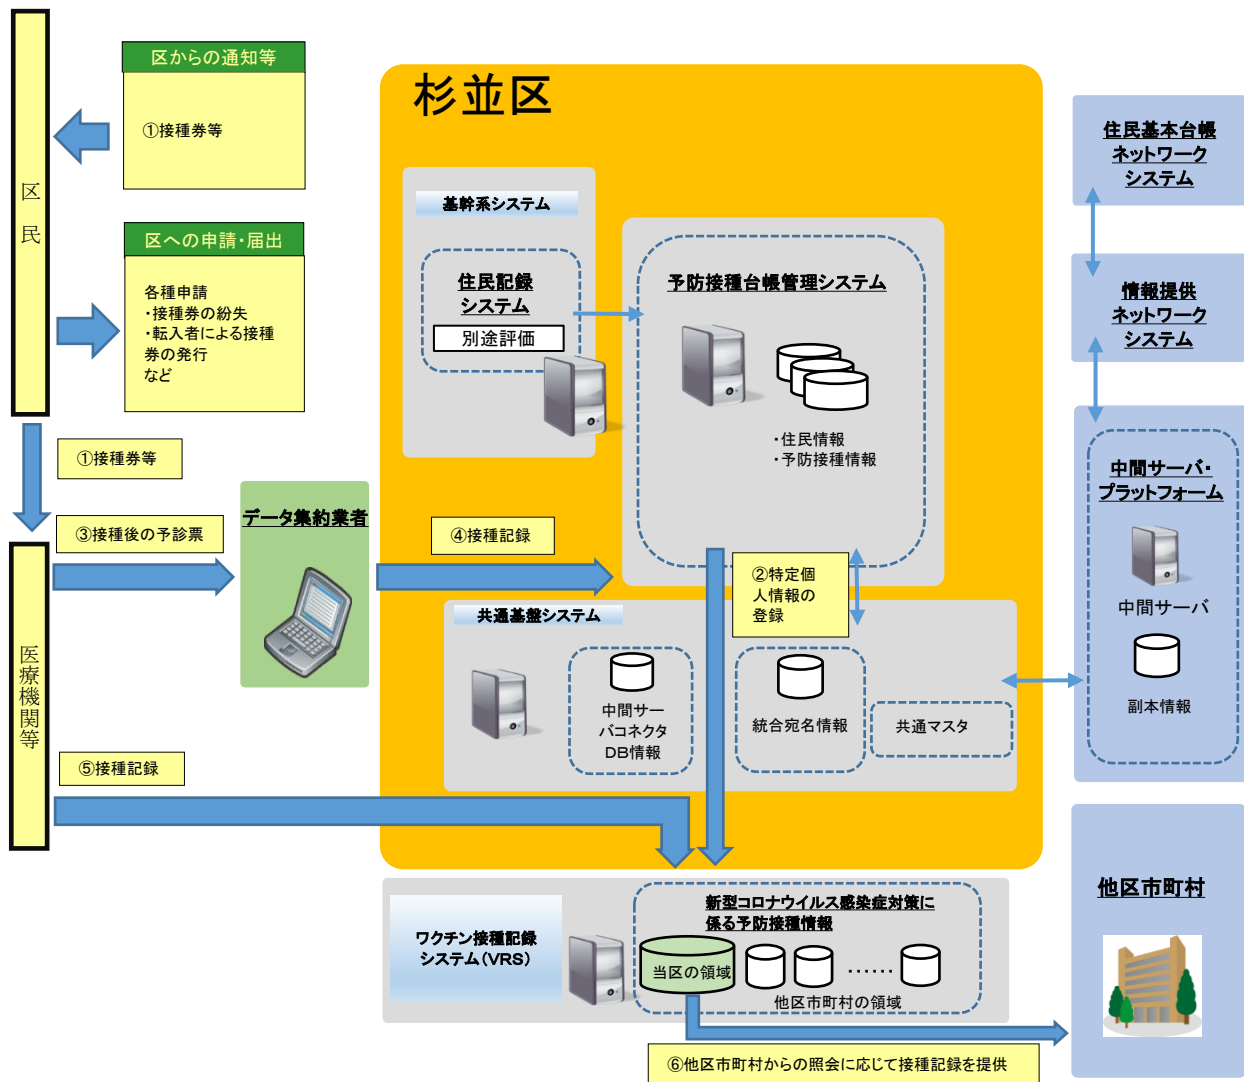 区民
区からの通知等
①接種券等
区への申請・届出
各種申請
・接種券の紛失
・転入者による接種
券の発行
など
①接種券等
③接種後の予診票
データ集約業者
医療機関等
⑤接種記録
杉並区
基幹系システム
住民記録
システム
別途評価
予防接種台帳管理システム
・住民情報
・予防接種情報
④接種記録
②特定個
人情報の
登録
共通基盤システム
中間サー
バコネクタ
DB情報
統合宛名情報
共通マスタ
住民基本台帳
ネットワーク
システム
情報提供
ネットワーク
システム
中間サーバ・
プラットフォーム
中間サーバ
副本情報
ワクチン接種記録
システム(VRS)
新型コロナウイルス感染症対策に
係る予防接種情報
当区の領域
……
他区市町村の領域
他区市町村
⑥他区市町村からの照会に応じて接種記録を提供